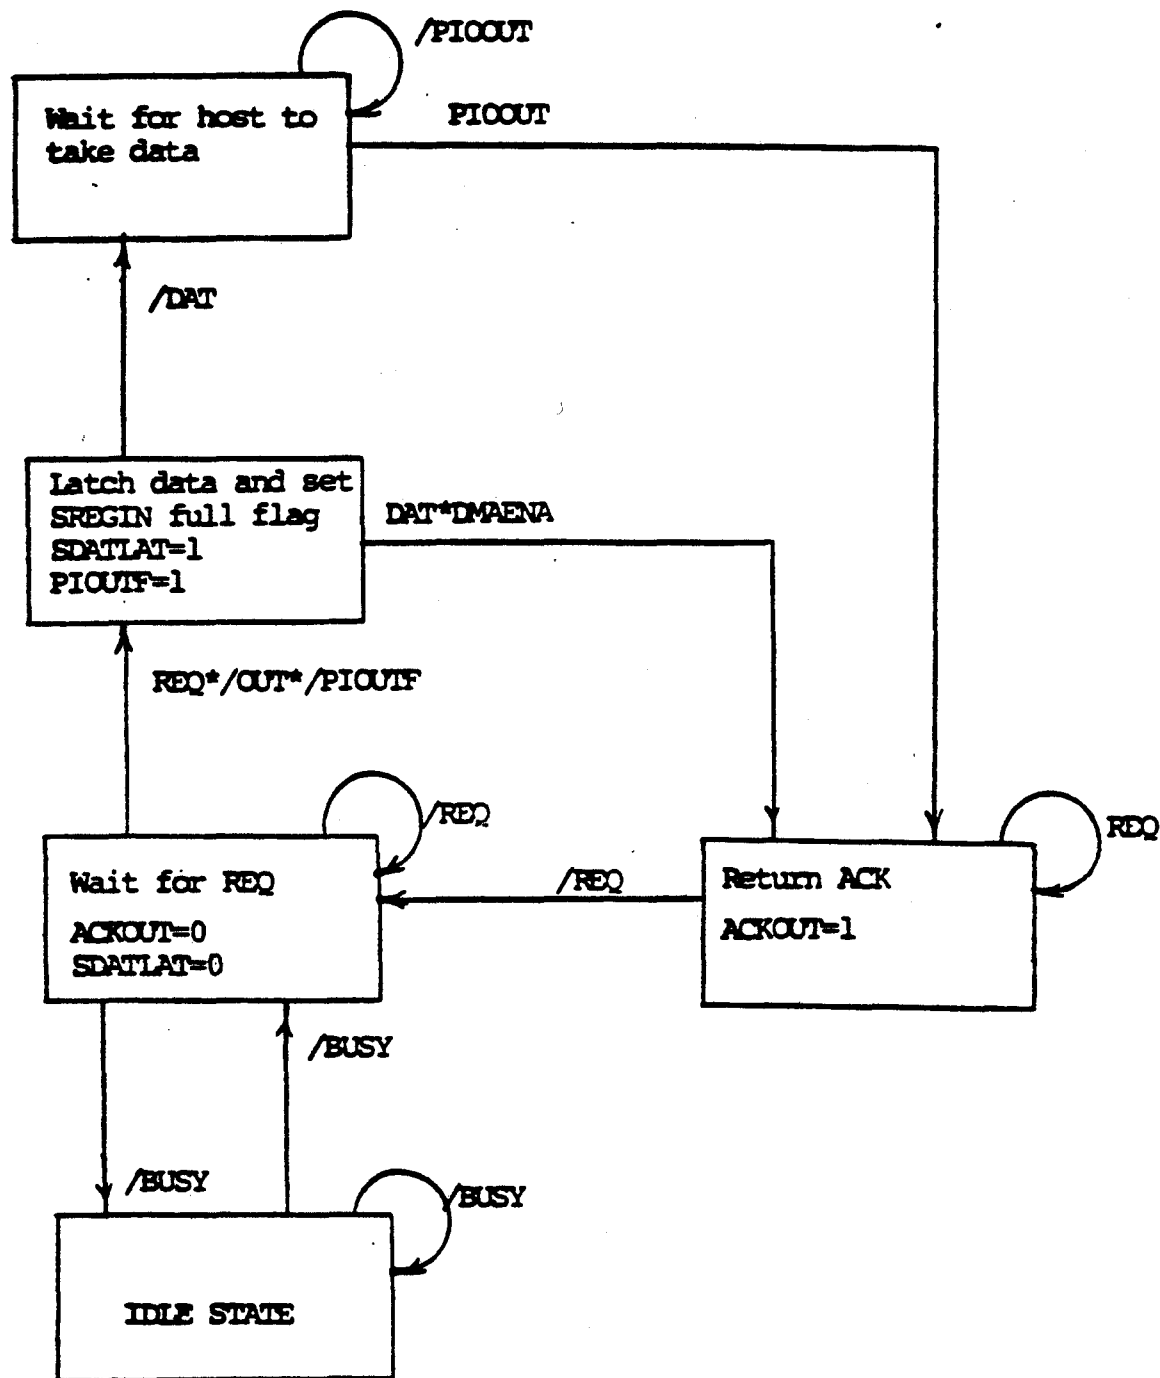 /PIOOUT
Wait for host to
take data
PIOOUT
/DAT
Latch data and set
SREGIN full flag
SDATLAT=1
PIOUTF=1
DAT*DMAENA
REQ*/OUT*/PIOUTF
/REQ
Wait for REQ
ACKOUT=0
SDATLAT=0
/REQ
Return ACK
ACKOUT=1
REQ
/BUSY
/BUSY
/BUSY
IDLE STATE